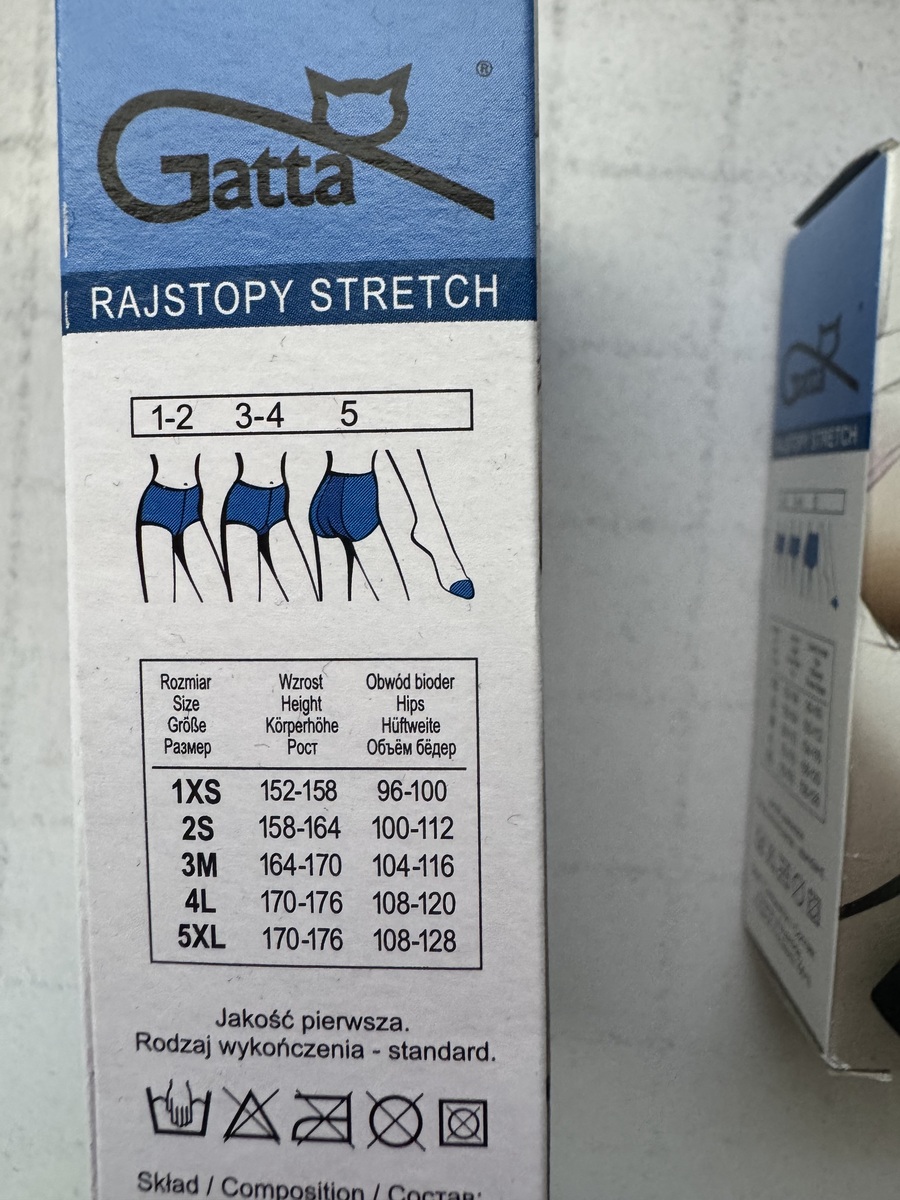 ®
Gatta
RAJSTOPY STRETCH
1-2 3-4 5
Rozmiar Wzrost Obwód bioder
Size Height Hips
Größe Körperhöhe Hüftweite
Размер Рост Объём бёдер
1XS 152-158 96-100
2S 158-164 100-112
3M 164-170 104-116
4L 170-176 108-120
5XL 170-176 108-128
Jakość pierwsza.
Rodzaj wykończenia - standard.
Skład / Composition / Состав:
Gatta
RAJSTOPY STRETCH